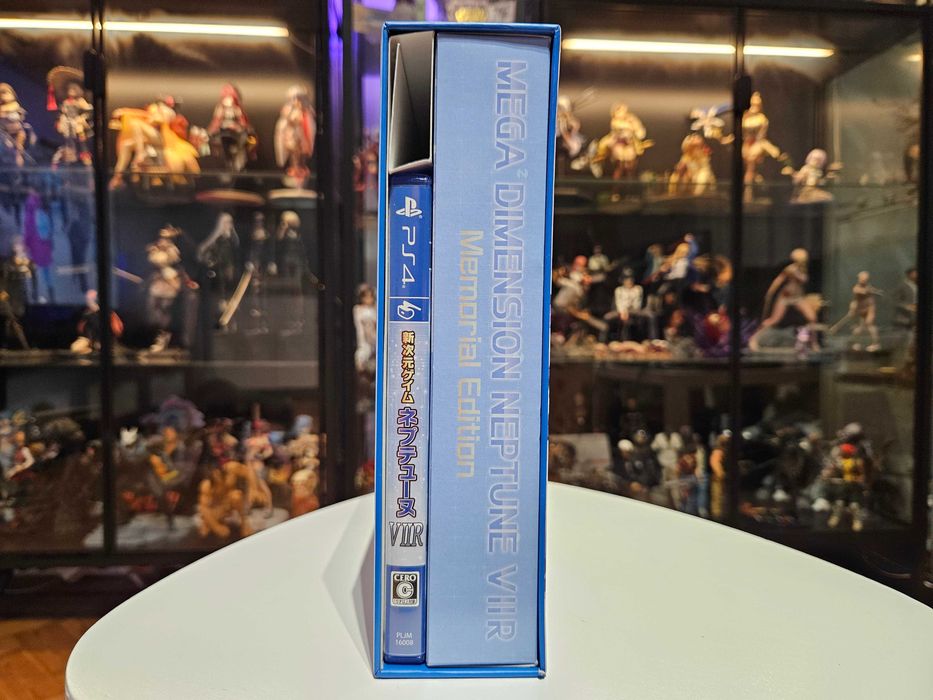 PS4
新次元ゲイム
ネプテューヌ
VIIR
CERO
C
PLJM
16008
MEGA² DIMENSION NEPTUNE VIIR
Memorial Edition